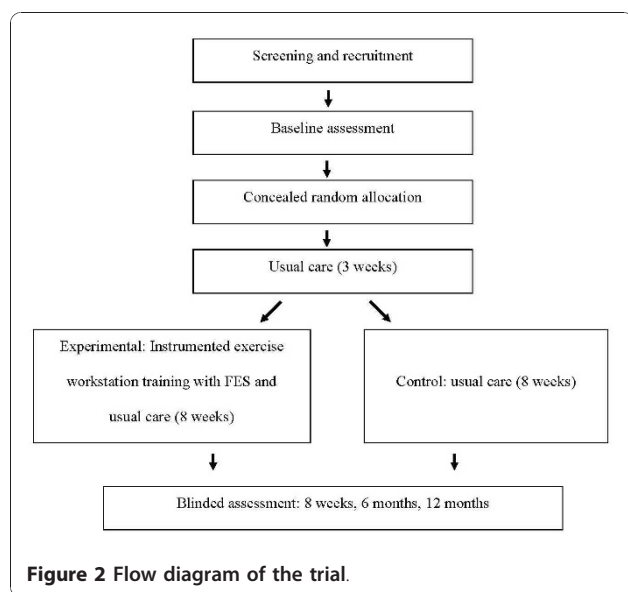 Screening and recruitment
Baseline assessment
Concealed random allocation
Usual care (3 weeks)
Experimental: Instrumented exercise
workstation training with FES and
usual care (8 weeks)
Control: usual care (8 weeks)
Blinded assessment: 8 weeks, 6 months, 12 months
Figure 2 Flow diagram of the trial.